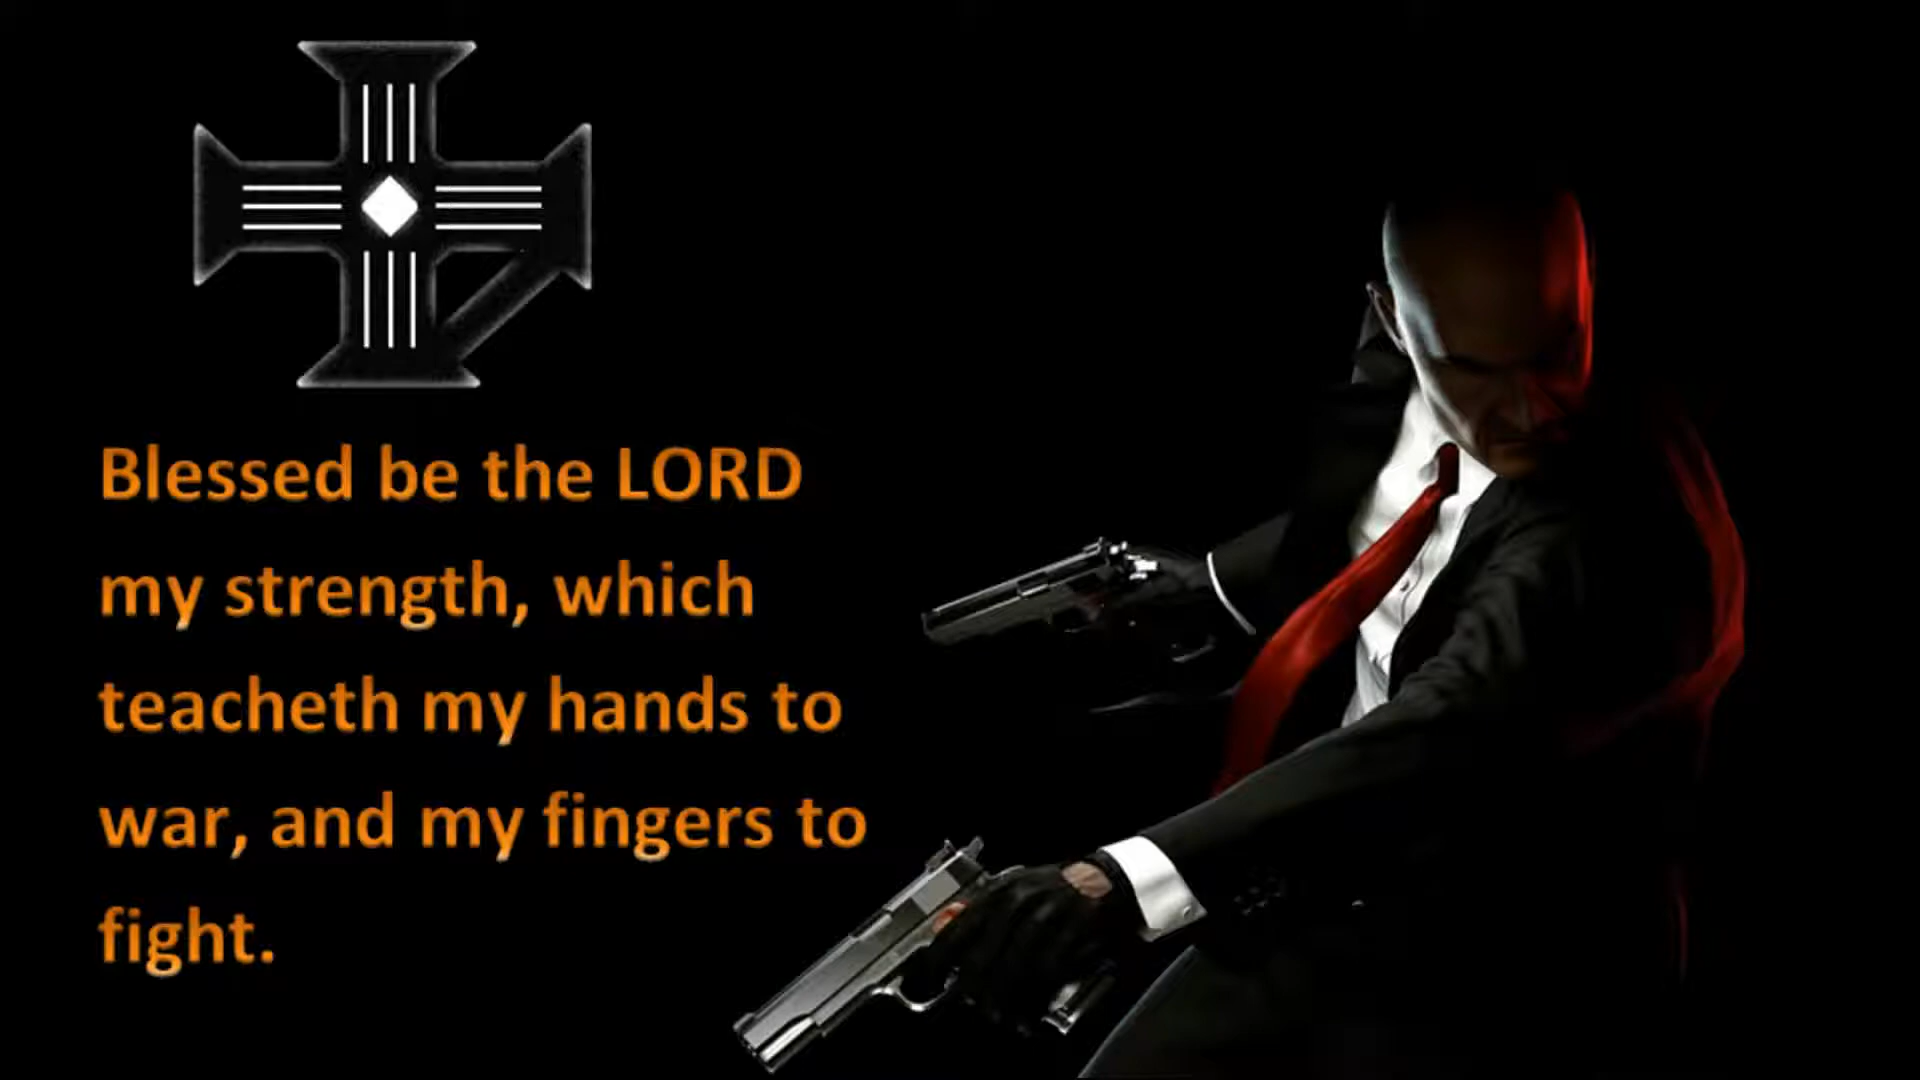 Blessed be the LORD
my strength, which
teacheth my hands to
war, and my fingers to
fight.